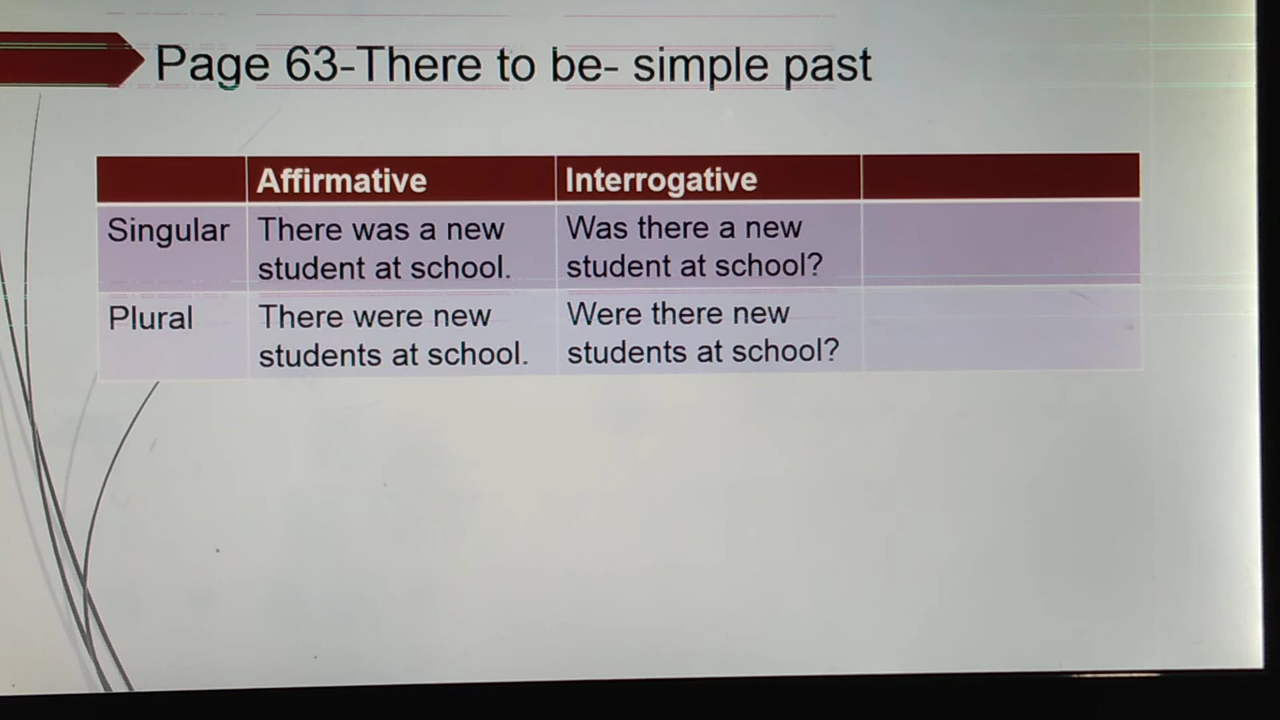 Page 63-There to be- simple past
Affirmative Interrogative
Singular There was a new Was there a new
student at school. student at school?
Plural There were new Were there new
students at school. students at school?